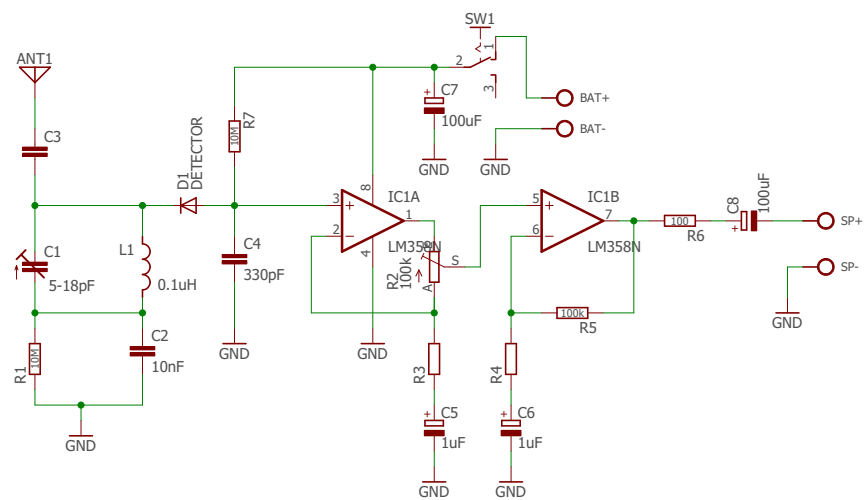 SW1
ANT1
1
2
3
C7
100uF
BAT+
BAT-
GND
GND
C3
D1
DETECTOR
10M
R7
8
IC1A
3
1
2
4
LM358N
IC1B
5
7
6
LM358N
C8
100uF
100
R6
SP+
SP-
GND
C1
5-18pF
L1
0.1uH
C4
330pF
R2
100k
S
A
E
GND
GND
R1
10M
C2
10nF
GND
R3
C5
1uF
GND
R4
C6
1uF
GND
100k
R5